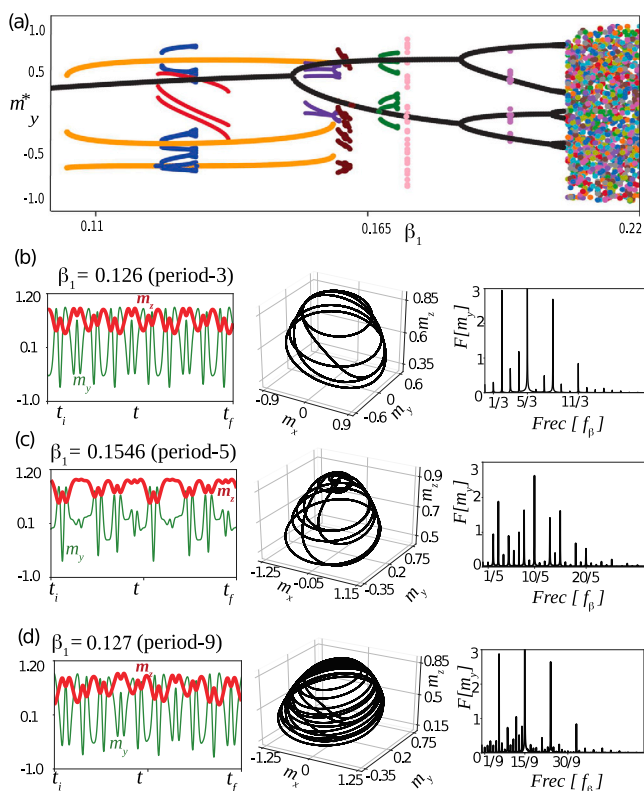 (a)
1.0
0.5
m*y
-0.5
-1.0
0.11
0.165
β1
0.22
(b)
β1 = 0.126 (period-3)
1.20
0.1
-1.0
mz
my
ti
t
tf
0.85
0.6
0.35
mz
0.6
0
-0.6
my
-0.9
0
0.9
mx
3
2
1
0
F[my]
1/3
5/3
11/3
Frec [fβ]
(c)
β1 = 0.1546 (period-5)
1.20
0.1
-1.0
mz
my
ti
t
tf
0.9
0.7
0.5
mz
0.75
0.2
-0.35
my
-1.25
-0.05
1.15
mx
3
2
1
0
F[my]
1/5
10/5
20/5
Frec [fβ]
(d)
β1 = 0.127 (period-9)
1.20
0.1
-1.0
mz
my
ti
t
tf
0.85
0.5
0.15
mz
0.75
0.2
-0.35
my
-1.25
0
1.25
mx
3
2
1
0
F[my]
1/9
15/9
30/9
Frec [fβ]